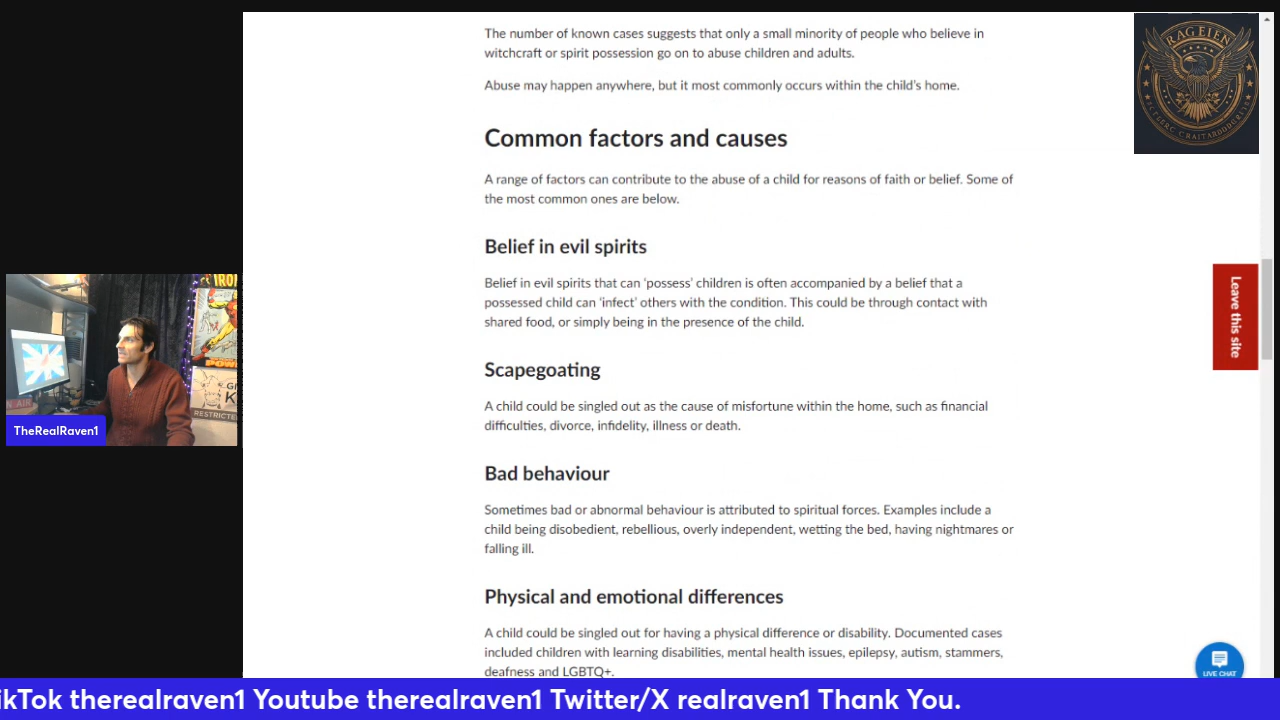 The number of known cases suggests that only a small minority of people who believe in
witchcraft or spirit possession go on to abuse children and adults.
Abuse may happen anywhere, but it most commonly occurs within the child's home.
Common factors and causes
A range of factors can contribute to the abuse of a child for reasons of faith or belief. Some of
the most common ones are below.
Belief in evil spirits
Belief in evil spirits that can ‘possess’ children is often accompanied by a belief that a
possessed child can ‘infect’ others with the condition. This could be through contact with
shared food, or simply being in the presence of the child.
Scapegoating
A child could be singled out as the cause of misfortune within the home, such as financial
difficulties, divorce, infidelity, illness or death.
Bad behaviour
Sometimes bad or abnormal behaviour is attributed to spiritual forces. Examples include a
child being disobedient, rebellious, overly independent, wetting the bed, having nightmares or
falling ill.
Physical and emotional differences
A child could be singled out for having a physical difference or disability. Documented cases
included children with learning disabilities, mental health issues, epilepsy, autism, stammers,
deafness and LGBTQ+.
RAGEIEN
Leave this site
LIVE CHAT
IRO
POW
RESTRICTE
ON AIR
TheRealRaven1
ikTok therealraven1 Youtube therealraven1 Twitter/X realraven1 Thank You.